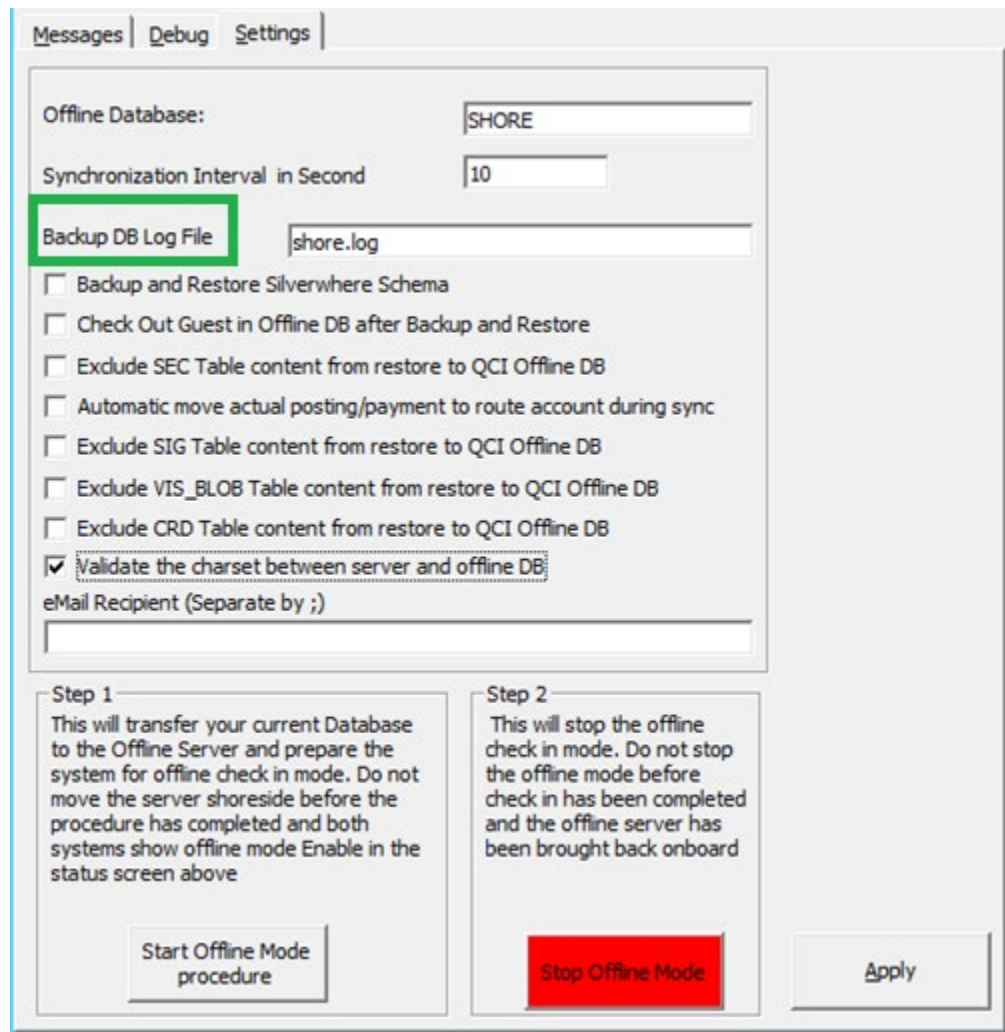 Messages Debug Settings
Offline Database: SHORE
Synchronization Interval in Second 10
Backup DB Log File shore.log
Backup and Restore Silverwhere Schema
Check Out Guest in Offline DB after Backup and Restore
Exclude SEC Table content from restore to QCI Offline DB
Automatic move actual posting/payment to route account during sync
Exclude SIG Table content from restore to QCI Offline DB
Exclude VIS_BLOB Table content from restore to QCI Offline DB
Exclude CRD Table content from restore to QCI Offline DB
Validate the charset between server and offline DB
eMail Recipient (Separate by ;)
Step 1
This will transfer your current Database
to the Offline Server and prepare the
system for offline check in mode. Do not
move the server shoreside before the
procedure has completed and both
systems show offline mode Enable in the
status screen above
Start Offline Mode
procedure
Step 2
This will stop the offline
check in mode. Do not stop
the offline mode before
check in has been completed
and the offline server has
been brought back onboard
Stop Offline Mode
Apply